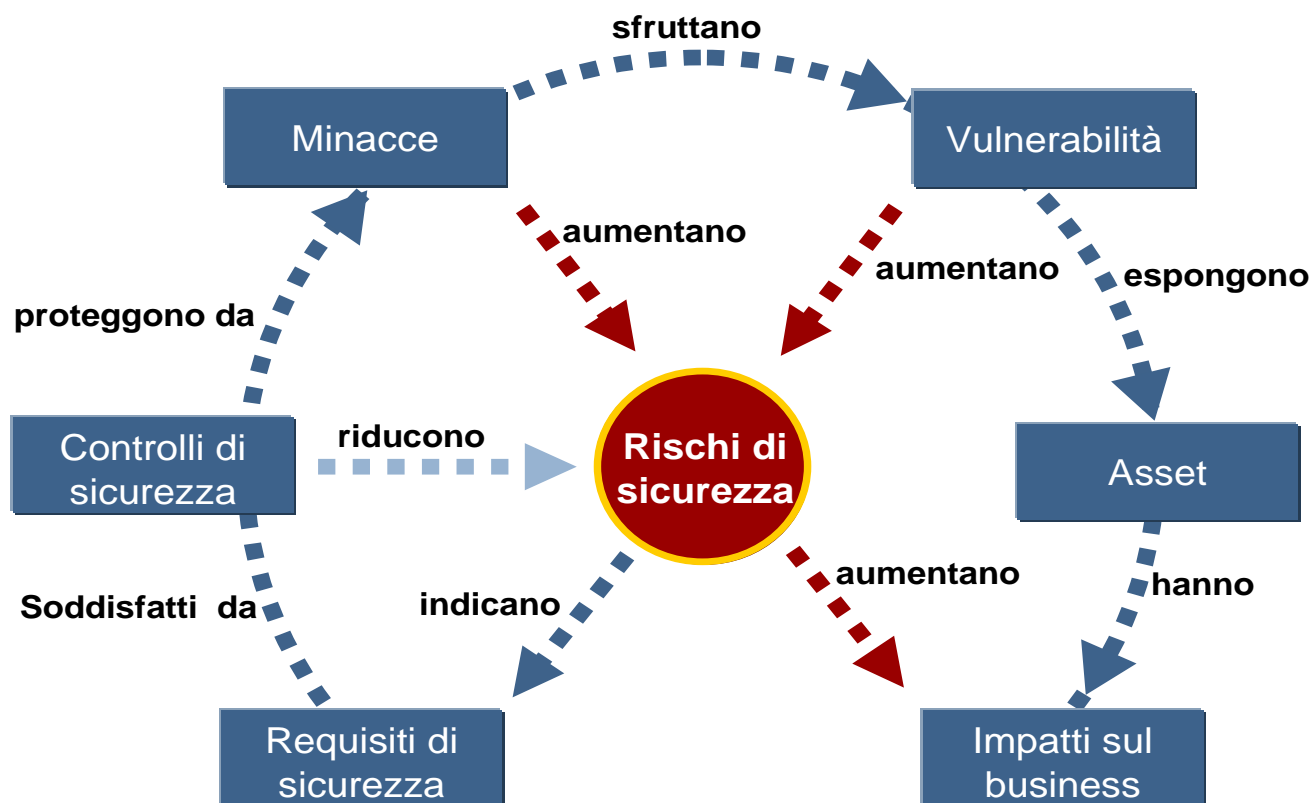 sfruttano
Minacce
Vulnerabilità
aumentano
aumentano
espongono
proteggono da
Controlli di
sicurezza
riducono
Rischi di
sicurezza
Asset
Soddisfatti da
indicano
aumentano
hanno
Requisiti di
sicurezza
Impatti sul
business